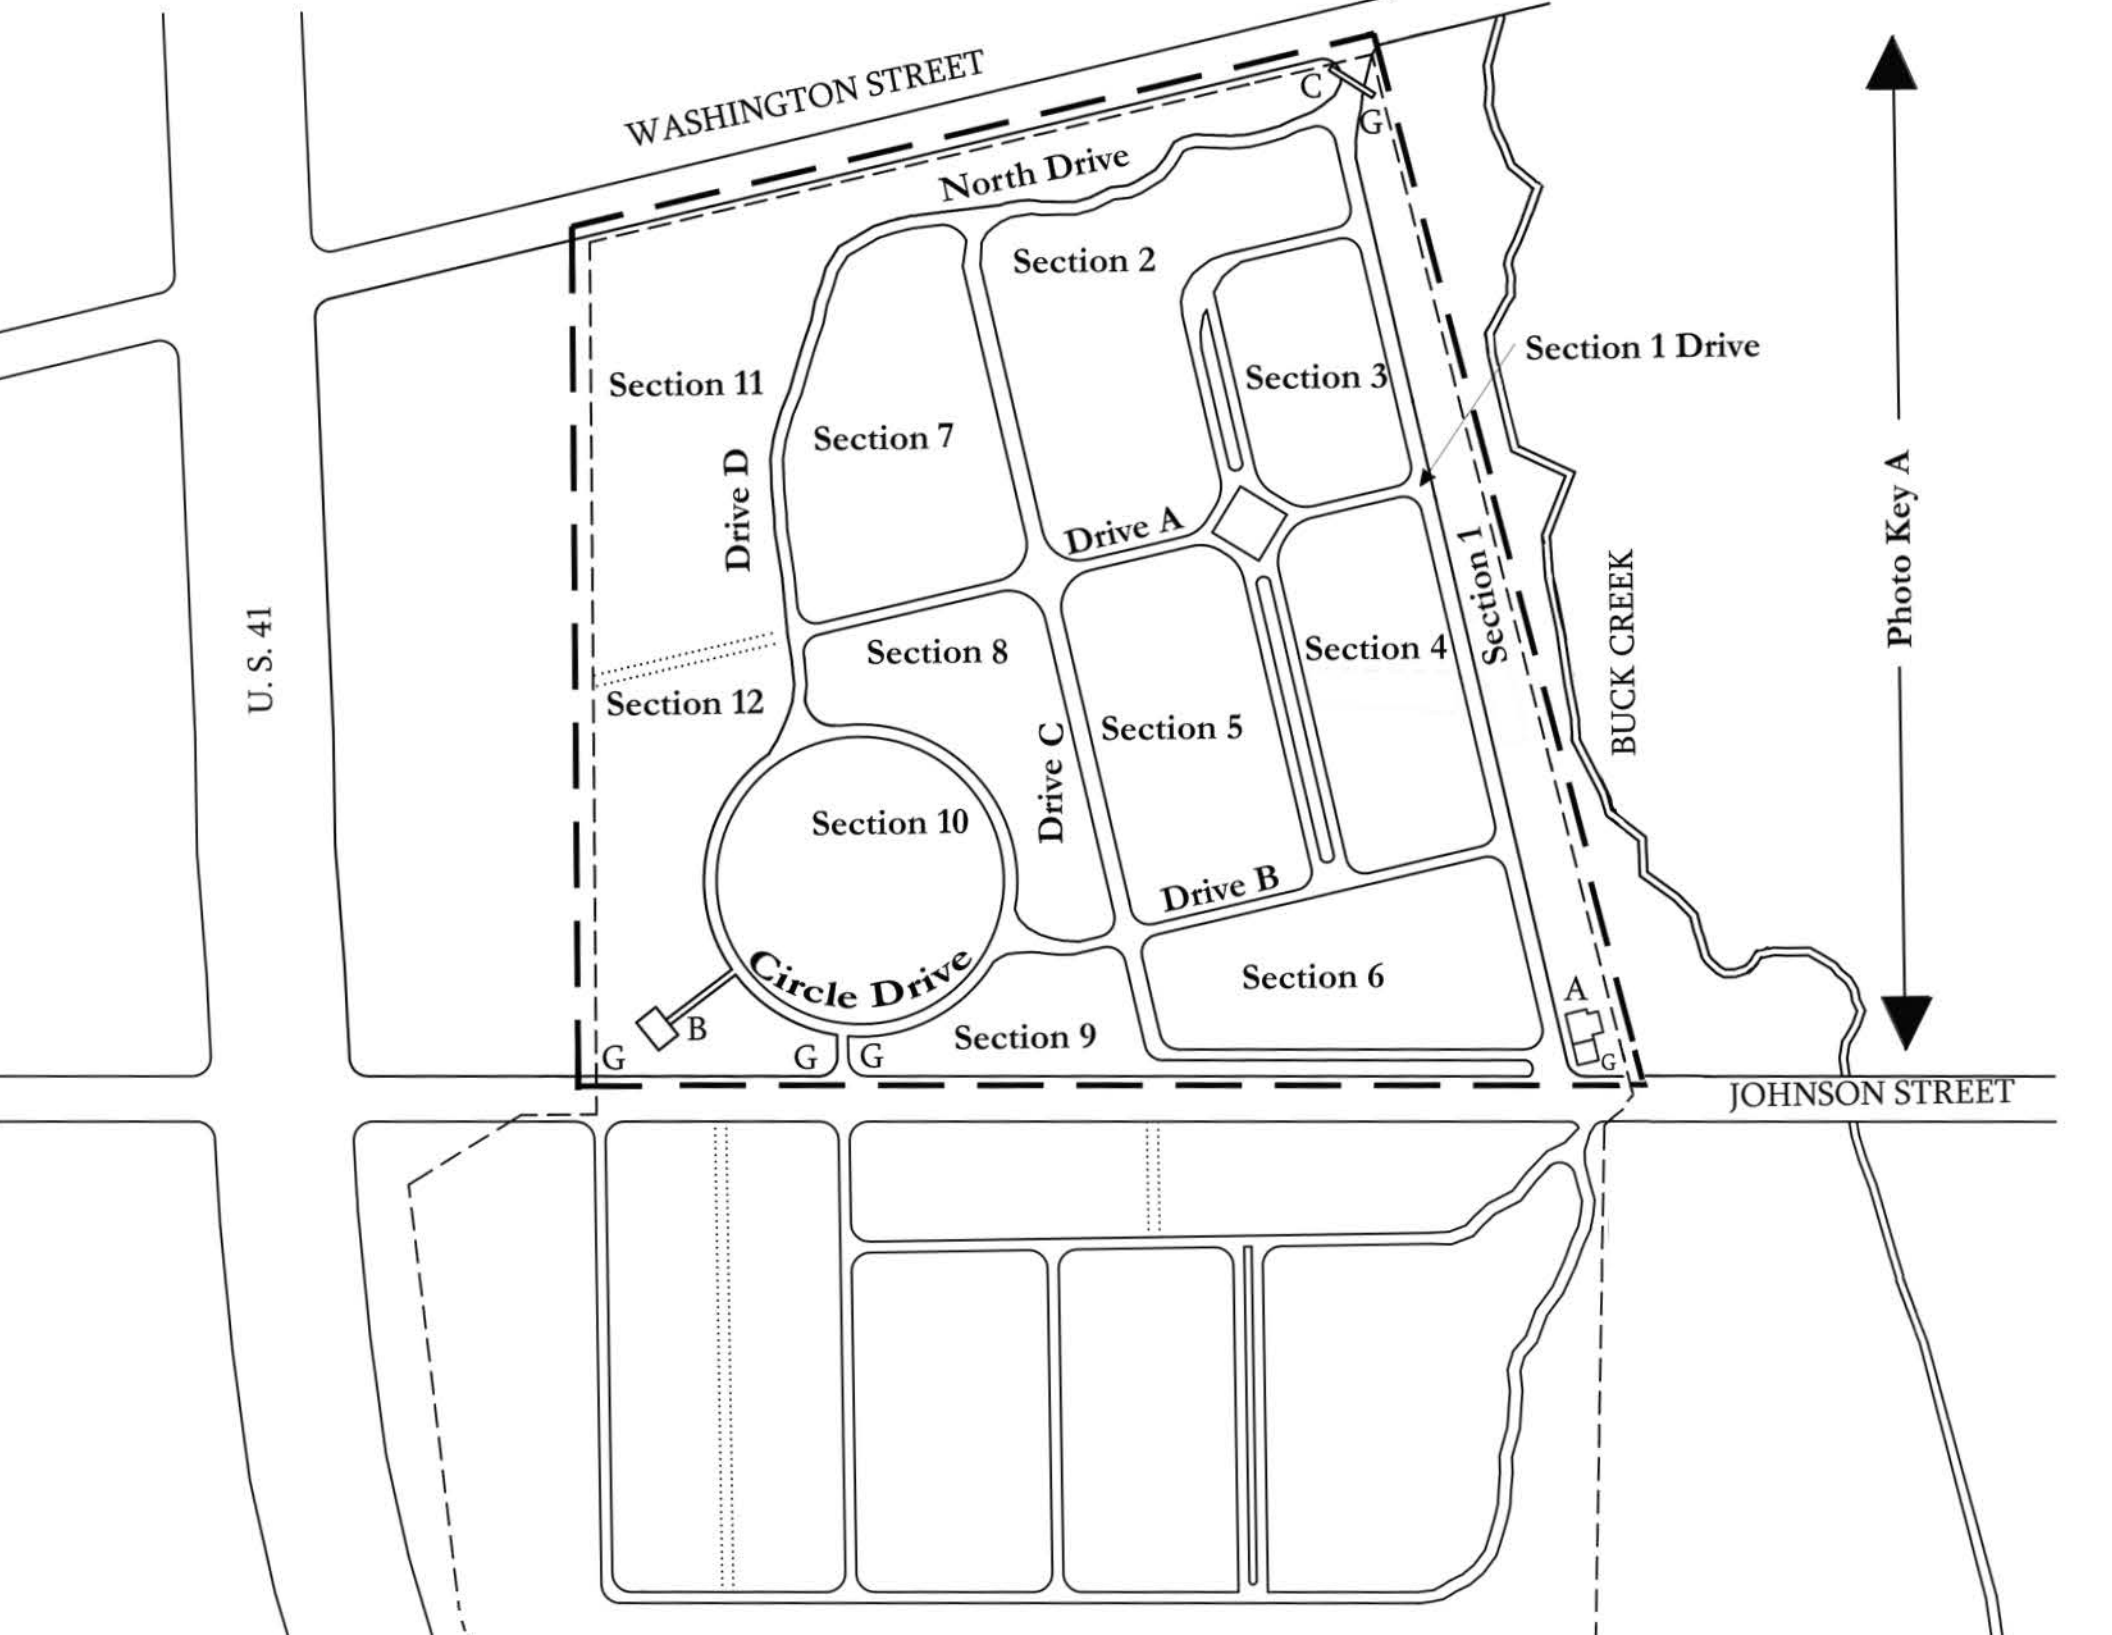 WASHINGTON STREET
C
G
North Drive
Section 2
Section 1 Drive
Section 3
Section 11
Section 7
Drive D
Drive A
Photo Key A
Section 1
BUCK CREEK
U.S. 41
Section 8
Section 4
Section 12
Section 5
Drive C
Section 10
Drive B
Circle Drive
Section 6
A
B
Section 9
G
G
G
G
JOHNSON STREET